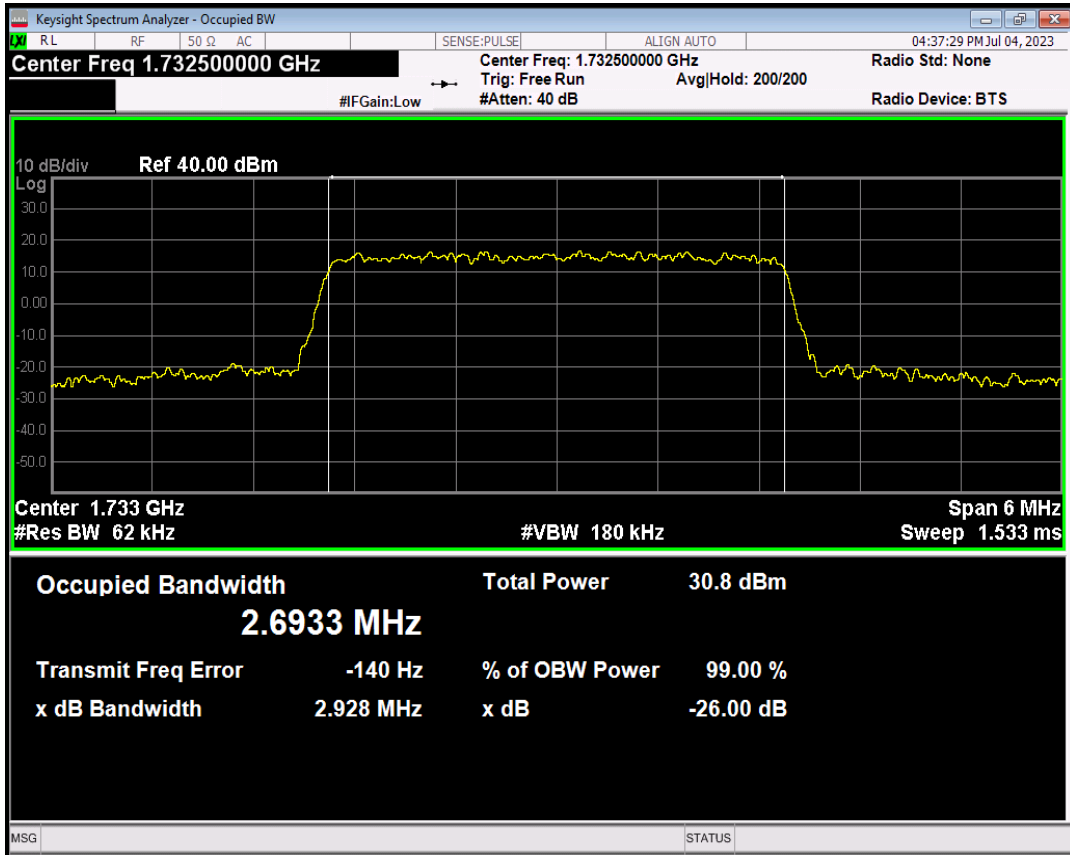 Keysight Spectrum Analyzer - Occupied BW
LXI RL RF 50 Ω AC SENSE:PULSE ALIGN AUTO 04:37:29 PM Jul 04, 2023
Center Freq 1.732500000 GHz Center Freq: 1.732500000 GHz Radio Std: None
Trig: Free Run Avg|Hold: 200/200
#IFGain:Low #Atten: 40 dB Radio Device: BTS
10 dB/div Ref 40.00 dBm
Log
30.0
20.0
10.0
0.00
-10.0
-20.0
-30.0
-40.0
-50.0
Center 1.733 GHz Span 6 MHz
#Res BW 62 kHz #VBW 180 kHz Sweep 1.533 ms
Occupied Bandwidth Total Power 30.8 dBm
2.6933 MHz
Transmit Freq Error -140 Hz % of OBW Power 99.00 %
x dB Bandwidth 2.928 MHz x dB -26.00 dB
MSG STATUS